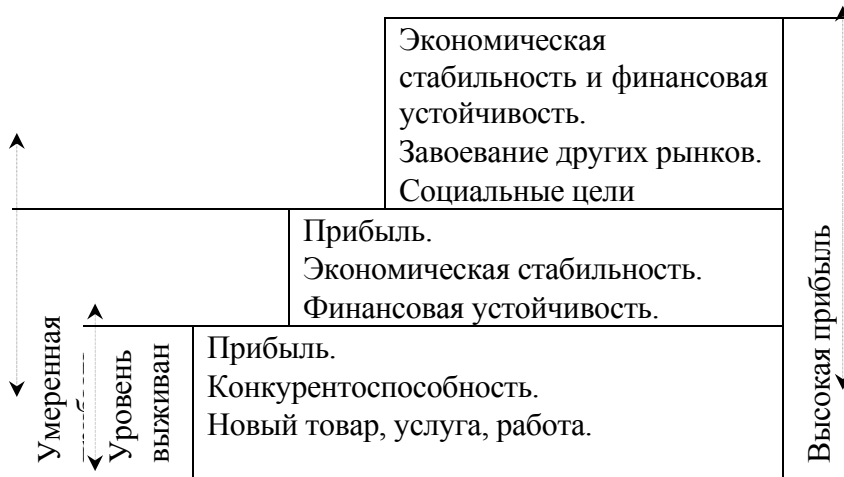 Экономическая
стабильность и финансовая
устойчивость.
Завоевание других рынков.
Социальные цели
Прибыль.
Экономическая стабильность.
Финансовая устойчивость.
Прибыль.
Конкурентоспособность.
Новый товар, услуга, работа.
Умеренная
Уровень
выживан
Высокая прибыль